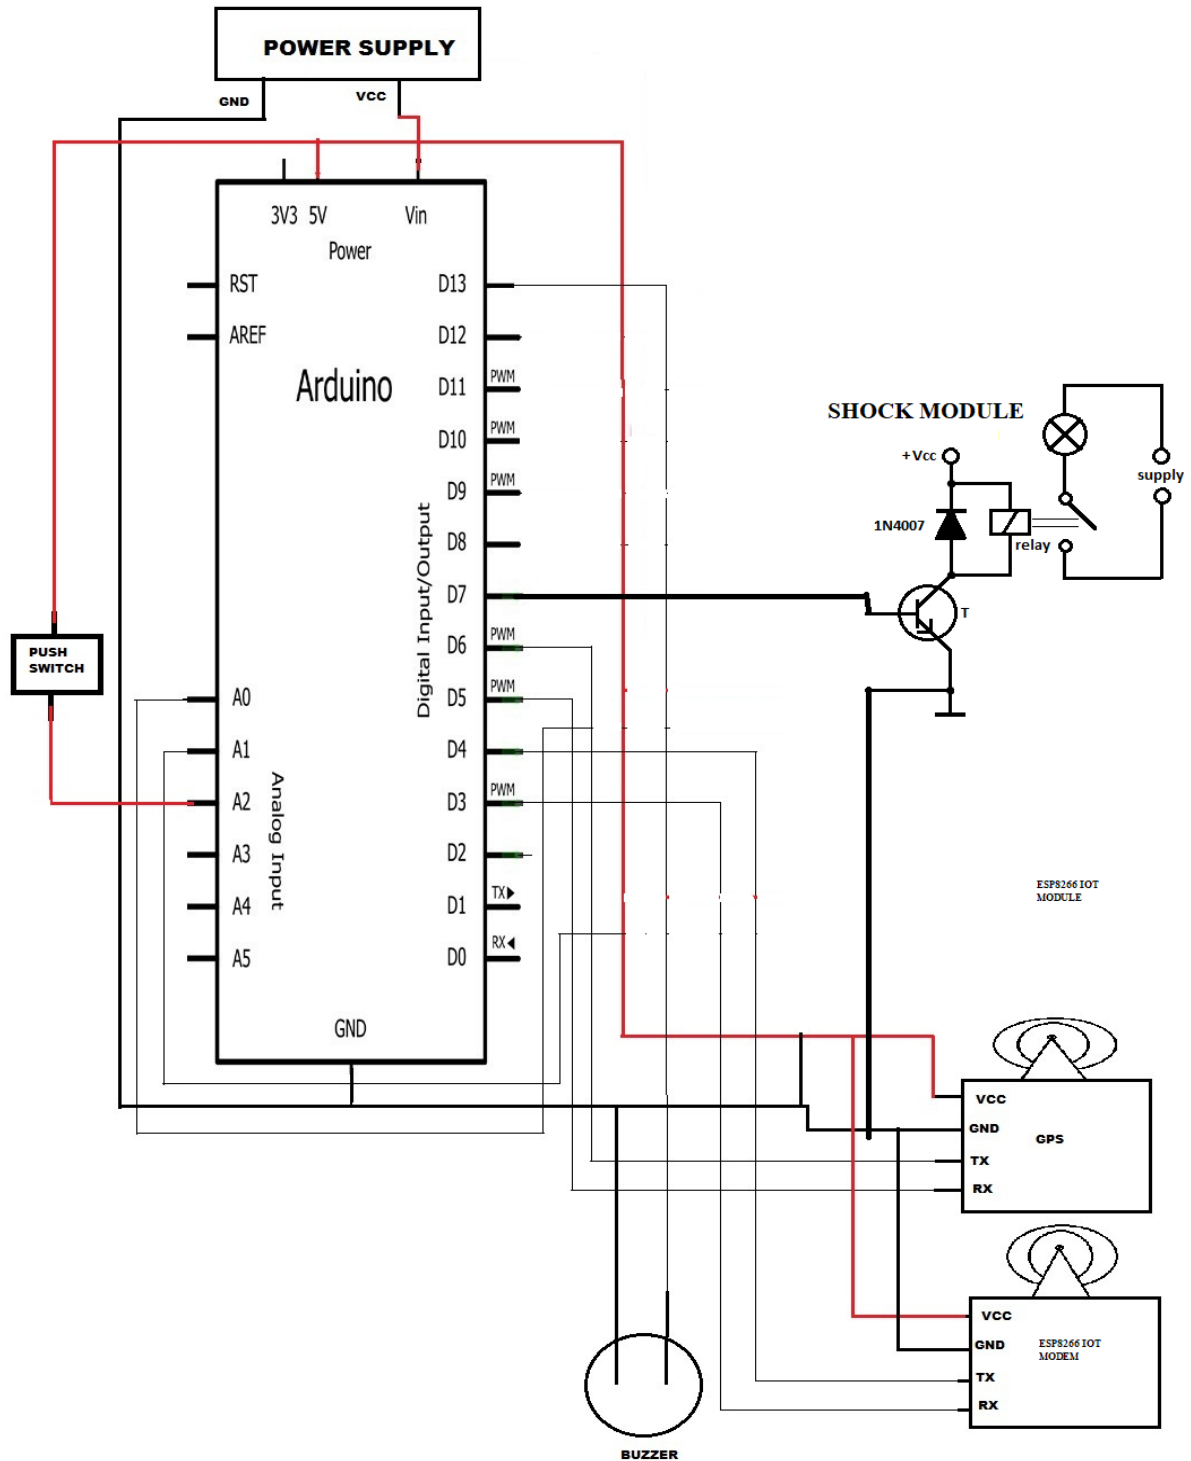 POWER SUPPLY
GND
VCC
3V3 5V
Vin
Power
RST
D13
AREF
D12
Arduino
D11
PWM
D10
PWM
D9
PWM
D8
D7
D6
PWM
D5
PWM
D4
D3
PWM
D2
D1
TX
D0
RX
Digital Input/Output
A0
A1
A2
A3
A4
A5
Analog Input
GND
PUSH
SWITCH
SHOCK MODULE
+Vcc
supply
1N4007
relay
T
ESP8266 IOT
MODULE
VCC
GND
GPS
TX
RX
VCC
GND
ESP8266 IOT
MODEM
TX
RX
BUZZER